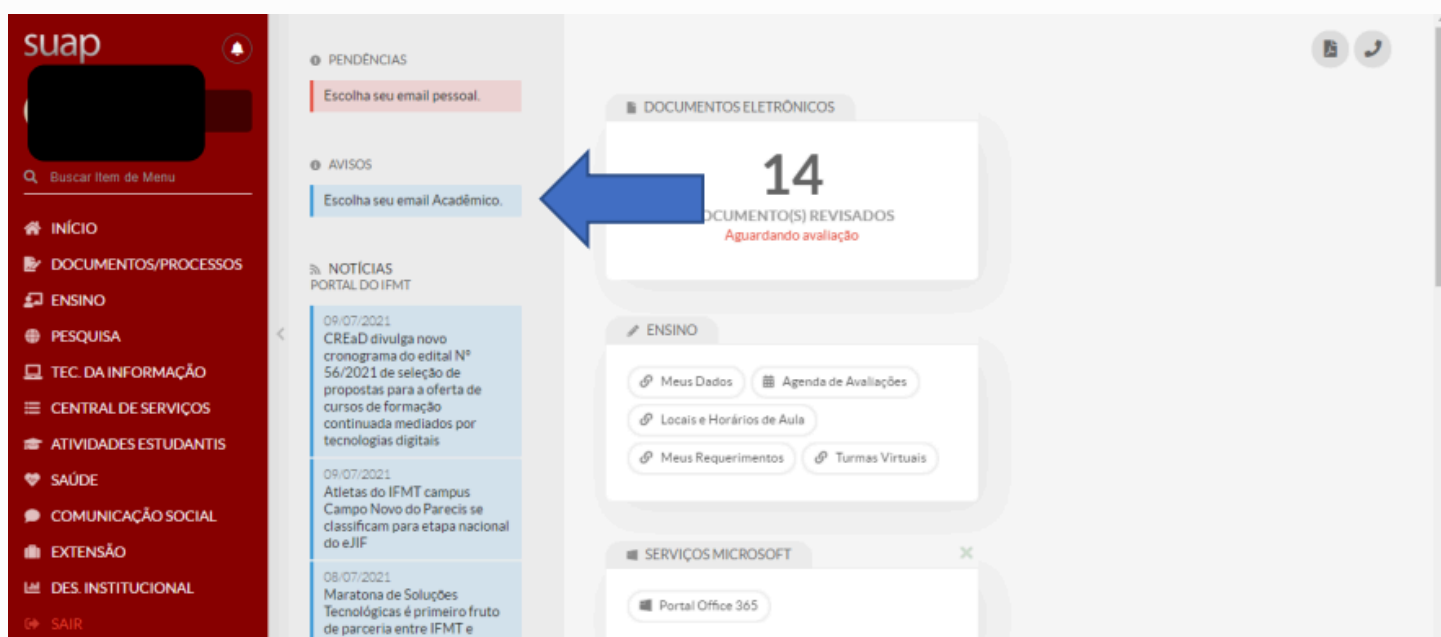 suap
Buscar Item de Menu
INÍCIO
DOCUMENTOS/PROCESSOS
ENSINO
PESQUISA
TEC. DA INFORMAÇÃO
CENTRAL DE SERVIÇOS
ATIVIDADES ESTUDANTIS
SAÚDE
COMUNICAÇÃO SOCIAL
EXTENSÃO
DES. INSTITUCIONAL
SAIR
PENDÊNCIAS
Escolha seu email pessoal.
AVISOS
Escolha seu email Acadêmico.
NOTÍCIAS
PORTAL DO IFMT
09/07/2021
CREaD divulga novo
cronograma do edital Nº
56/2021 de seleção de
propostas para a oferta de
cursos de formação
continuada mediados por
tecnologias digitais
09/07/2021
Atletas do IFMT campus
Campo Novo do Parecis se
classificam para etapa nacional
do eJIF
08/07/2021
Maratona de Soluções
Tecnológicas é primeiro fruto
de parceria entre IFMT e
DOCUMENTOS ELETRÔNICOS
14
OCUMENTO(S) REVISADOS
Aguardando avaliação
ENSINO
Meus Dados
Agenda de Avaliações
Locais e Horários de Aula
Meus Requerimentos
Turmas Virtuais
SERVIÇOS MICROSOFT
Portal Office 365